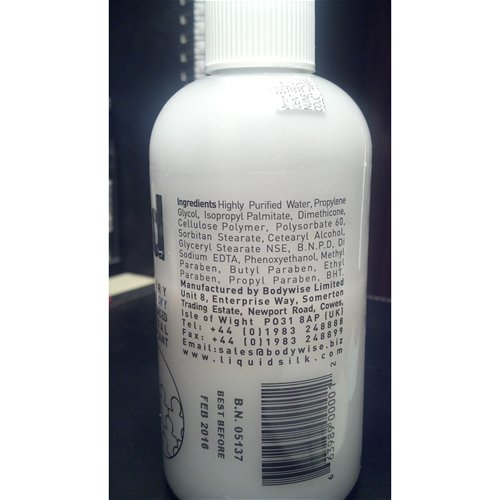 Ingredients Highly Purified Water, Propylene
Glycol, Isopropyl Palmitate, Dimethicone,
Cellulose Polymer, Polysorbate 60,
Sorbitan Stearate, Cetearyl Alcohol,
Glyceryl Stearate NSE, B.N.P.D, Di
Sodium EDTA, Phenoxyethanol, Methyl
Paraben, Butyl Paraben, Ethyl
Paraben, Propyl Paraben, BHT.
Manufactured by Bodywise Limited
Unit 8, Enterprise Way, Somerton
Trading Estate, Newport Road, Cowes,
Isle of Wight PO31 8AP (UK)
Tel: +44 (0)1983 248888
Fax: +44 (0)1983 248899
Email:sales@bodywise.biz
www.liquidsilk.com
B.N. 05137
BEST BEFORE
FEB 2016